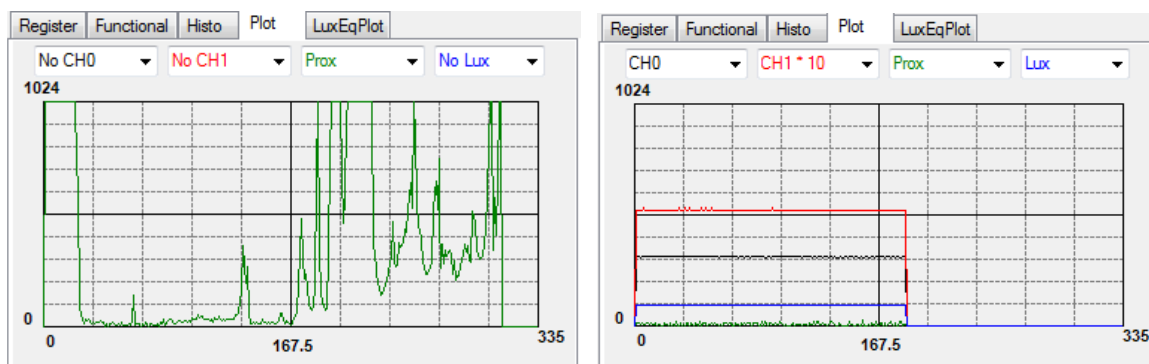 Register Functional Histo Plot LuxEqPlot
No CH0 No CH1 Prox No Lux
1024
0
0 167.5 335
Register Functional Histo Plot LuxEqPlot
CH0 CH1 * 10 Prox Lux
1024
0
0 167.5 335